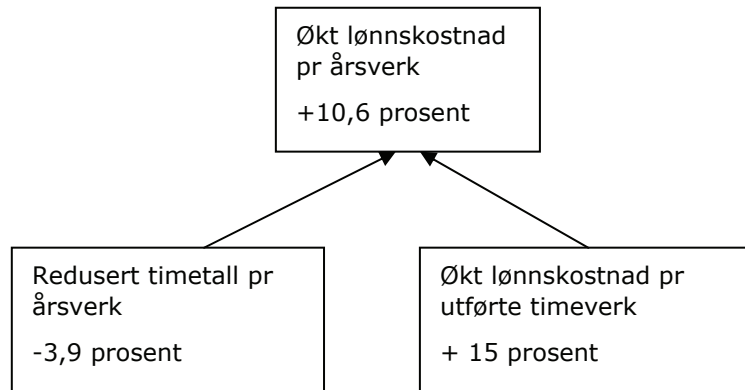 Økt lønnskostnad
pr årsverk
+10,6 prosent
Redusert timetall pr
årsverk
-3,9 prosent
Økt lønnskostnad pr
utførte timeverk
+ 15 prosent